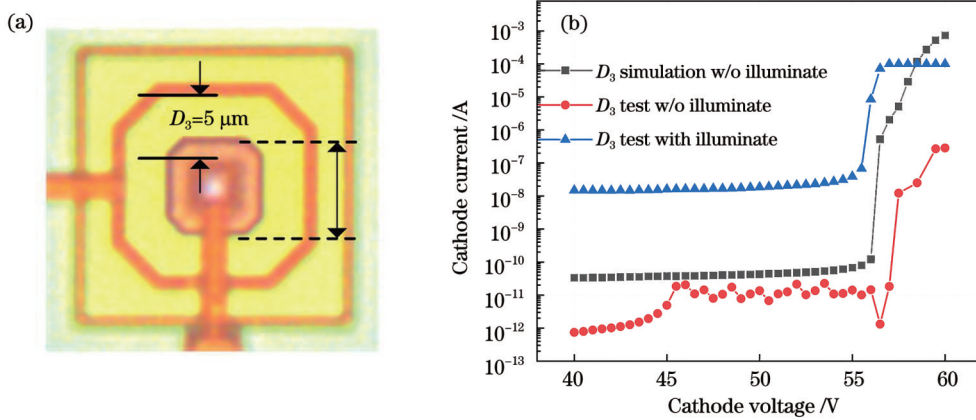 (a)
D₃=5 μm
(b)
Cathode current /A
10⁻³
10⁻⁴
10⁻⁵
10⁻⁶
10⁻⁷
10⁻⁸
10⁻⁹
10⁻¹⁰
10⁻¹¹
10⁻¹²
10⁻¹³
D₃ simulation w/o illuminate
D₃ test w/o illuminate
D₃ test with illuminate
40 45 50 55 60
Cathode voltage /V